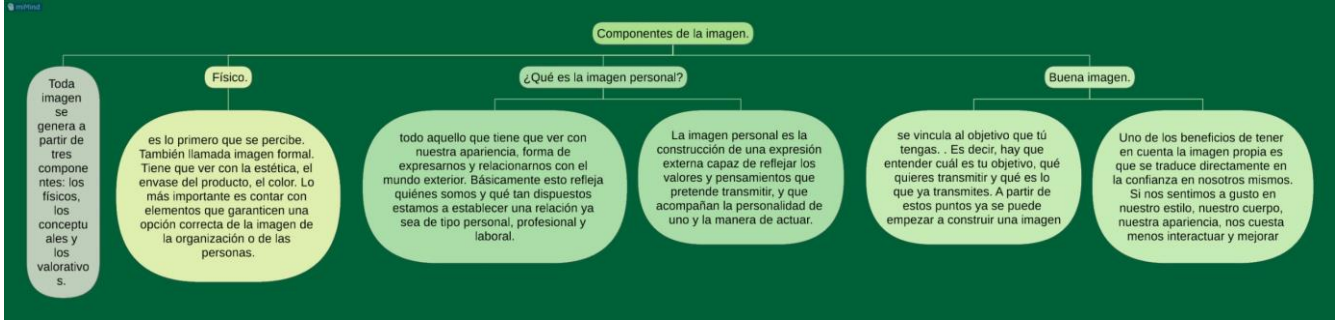 miMind
Componentes de la imagen.
Toda
imagen
se
genera a
partir de
tres
compone
ntes: los
físicos,
los
conceptu
ales y
los
valorativo
s.
Físico.
es lo primero que se percibe.
También llamada imagen formal.
Tiene que ver con la estética, el
envase del producto, el color. Lo
más importante es contar con
elementos que garanticen una
opción correcta de la imagen de
la organización o de las
personas.
¿Qué es la imagen personal?
todo aquello que tiene que ver con
nuestra apariencia, forma de
expresarnos y relacionarnos con el
mundo exterior. Básicamente esto refleja
quiénes somos y qué tan dispuestos
estamos a establecer una relación ya
sea de tipo personal, profesional y
laboral.
La imagen personal es la
construcción de una expresión
externa capaz de reflejar los
valores y pensamientos que
pretende transmitir, y que
acompañan la personalidad de
uno y la manera de actuar.
Buena imagen.
se vincula al objetivo que tú
tengas. . Es decir, hay que
entender cuál es tu objetivo, qué
quieres transmitir y qué es lo
que ya transmites. A partir de
estos puntos ya se puede
empezar a construir una imagen
Uno de los beneficios de tener
en cuenta la imagen propia es
que se traduce directamente en
la confianza en nosotros mismos.
Si nos sentimos a gusto en
nuestro estilo, nuestro cuerpo,
nuestra apariencia, nos cuesta
menos interactuar y mejorar